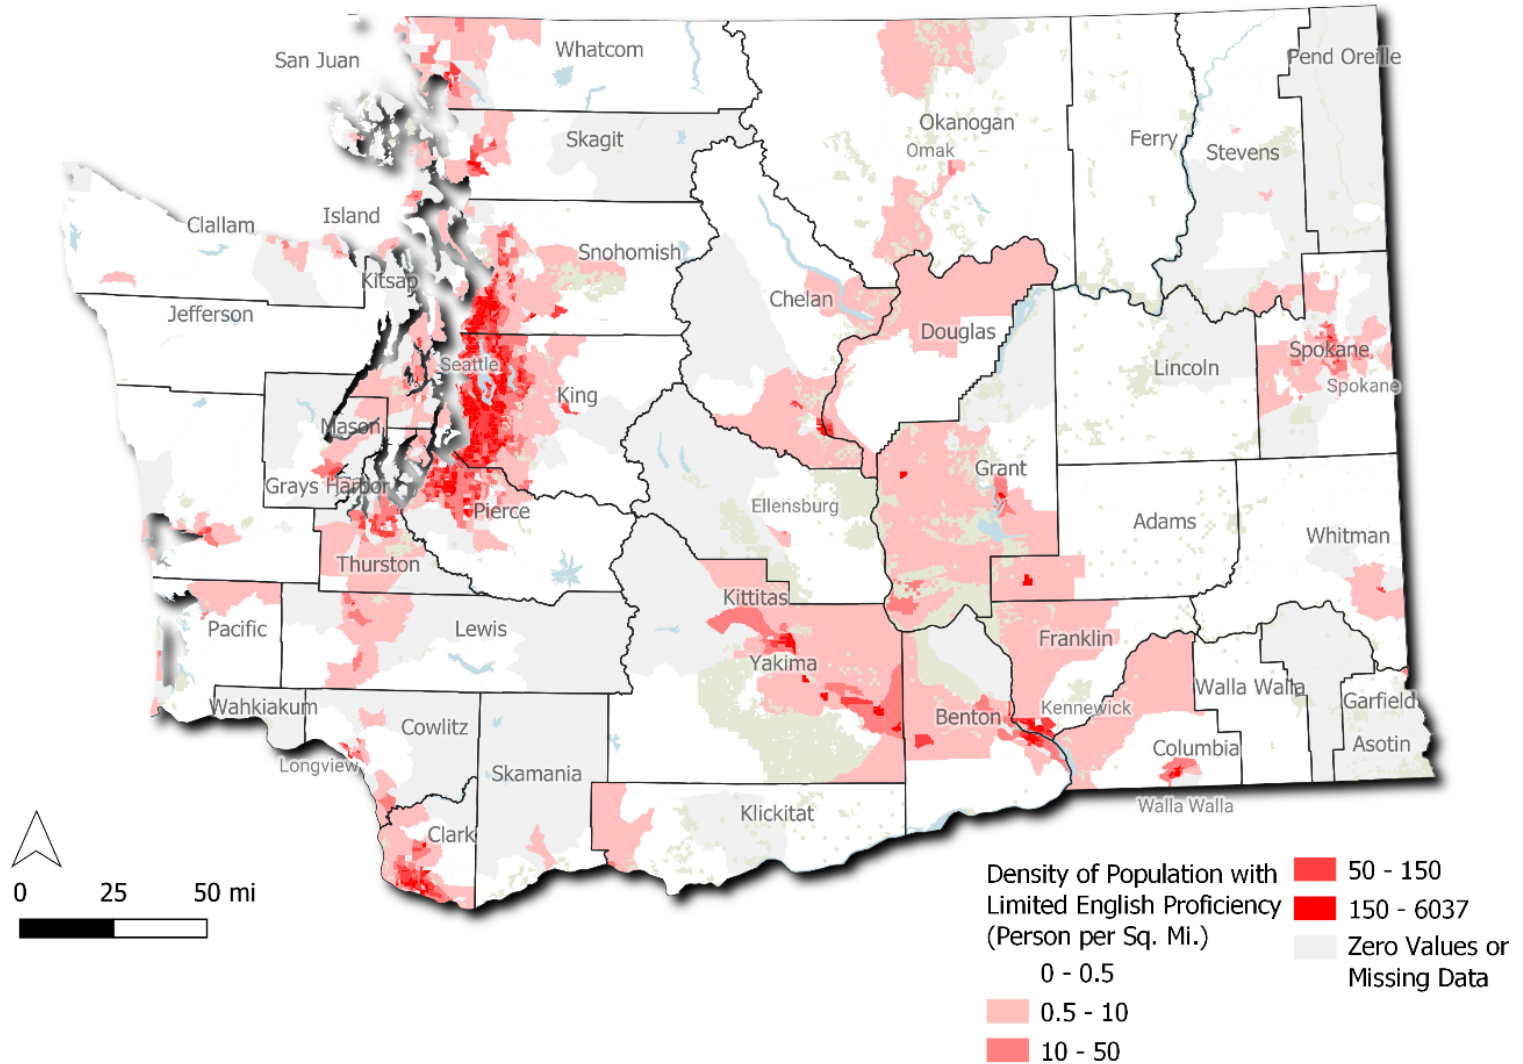 San Juan
Whatcom
Pend Oreille
Skagit
Okanogan
Omak
Ferry
Stevens
Clallam
Island
Snohomish
Kitsap
Jefferson
Chelan
Douglas
Seattle
Lincoln
Spokane
Spokane
King
Mason
Grant
Grays Harbor
Ellensburg
Pierce
Adams
Whitman
Thurston
Kittitas
Pacific
Lewis
Franklin
Yakima
Walla Walla
Garfield
Wahkiakum
Kennewick
Benton
Cowlitz
Columbia
Asotin
Longview
Skamania
Walla Walla
Klickitat
Clark
0 25 50 mi
Density of Population with
Limited English Proficiency
(Person per Sq. Mi.)
0 - 0.5
0.5 - 10
10 - 50
50 - 150
150 - 6037
Zero Values or
Missing Data